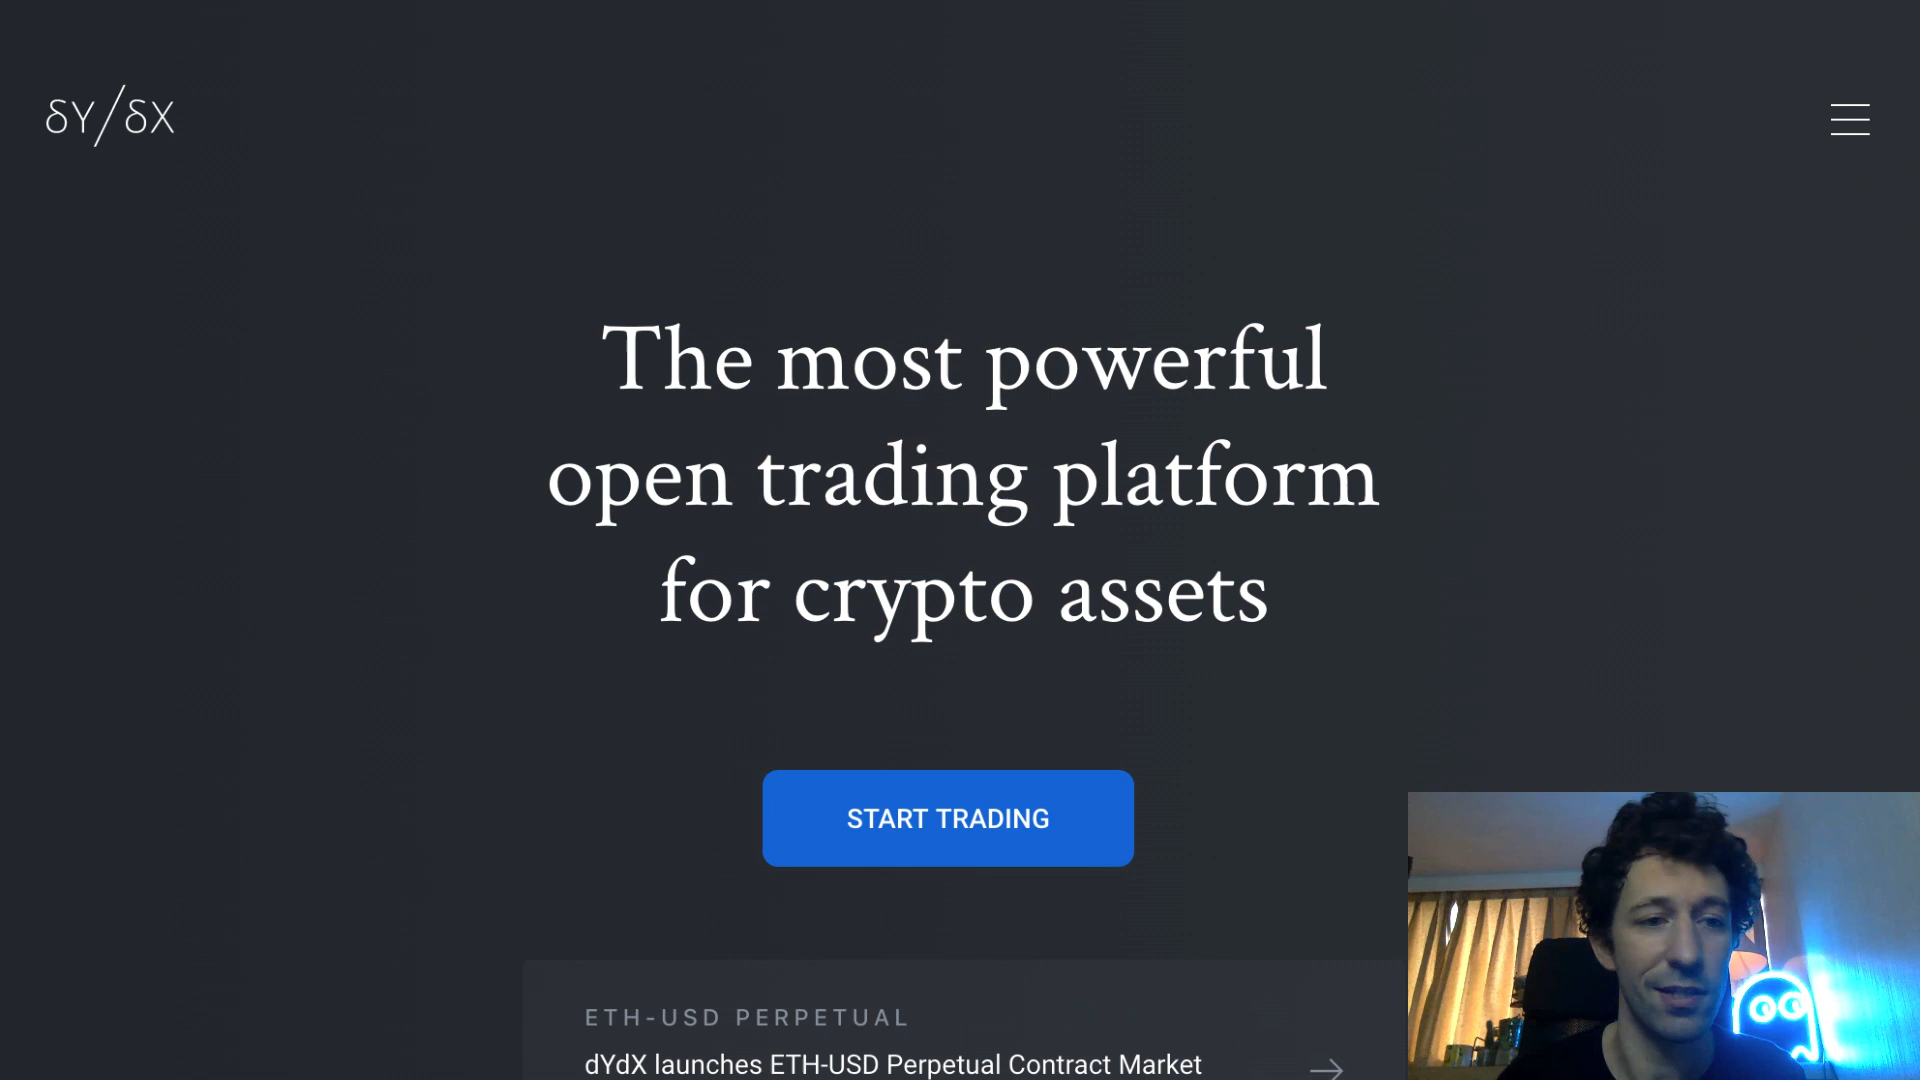 δY/δX
The most powerful
open trading platform
for crypto assets
START TRADING
ETH-USD PERPETUAL
dYdX launches ETH-USD Perpetual Contract Market